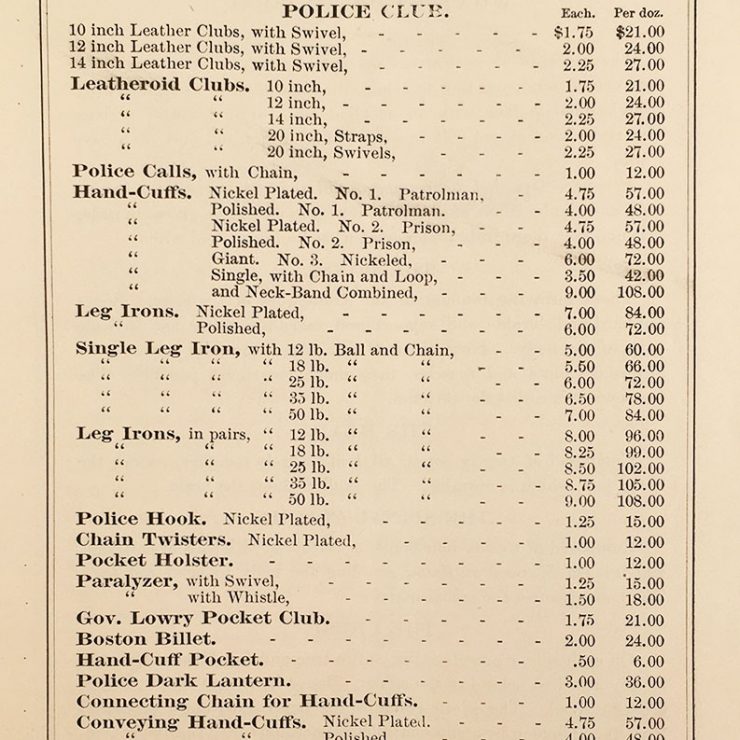 POLICE CLUB. Each. Per doz.
10 inch Leather Clubs, with Swivel, - - - - - - $1.75 $21.00
12 inch Leather Clubs, with Swivel, - - - - - - 2.00 24.00
14 inch Leather Clubs, with Swivel, - - - - - - 2.25 27.00
Leatheroid Clubs. 10 inch, - - - - - - 1.75 21.00
“ “ 12 inch, - - - - - - 2.00 24.00
“ “ 14 inch, - - - - - - 2.25 27.00
“ “ 20 inch, Straps, - - - - 2.00 24.00
“ “ 20 inch, Swivels, - - - - 2.25 27.00
Police Calls, with Chain, - - - - - - 1.00 12.00
Hand-Cuffs. Nickel Plated. No. 1. Patrolman, - - 4.75 57.00
“ Polished. No. 1. Patrolman. - - 4.00 48.00
“ Nickel Plated. No. 2. Prison, - - - 4.75 57.00
“ Polished. No. 2. Prison, - - - - 4.00 48.00
“ Giant. No. 3. Nickeled, - - - - 6.00 72.00
“ Single, with Chain and Loop, - - - - 3.50 42.00
“ and Neck-Band Combined, - - - - 9.00 108.00
Leg Irons. Nickel Plated, - - - - - - 7.00 84.00
“ Polished, - - - - - - - 6.00 72.00
Single Leg Iron, with 12 lb. Ball and Chain, - - 5.00 60.00
“ “ “ “ 18 lb. “ “ - - - 5.50 66.00
“ “ “ “ 25 lb. “ “ - - 6.00 72.00
“ “ “ “ 35 lb. “ “ - - 6.50 78.00
“ “ “ “ 50 lb. “ “ - - 7.00 84.00
Leg Irons, in pairs, “ 12 lb. “ “ - - 8.00 96.00
“ “ “ 18 lb. “ “ - - 8.25 99.00
“ “ “ 25 lb. “ “ - - 8.50 102.00
“ “ “ 35 lb. “ “ - - 8.75 105.00
“ “ “ 50 lb. “ “ - - 9.00 108.00
Police Hook. Nickel Plated, - - - - - - 1.25 15.00
Chain Twisters. Nickel Plated, - - - - - 1.00 12.00
Pocket Holster. - - - - - - - - 1.00 12.00
Paralyzer, with Swivel, - - - - - - 1.25 15.00
“ with Whistle, - - - - - - 1.50 18.00
Gov. Lowry Pocket Club. - - - - - 1.75 21.00
Boston Billet. - - - - - - - - 2.00 24.00
Hand-Cuff Pocket. - - - - - - - .50 6.00
Police Dark Lantern. - - - - - - 3.00 36.00
Connecting Chain for Hand-Cuffs. - - - 1.00 12.00
Conveying Hand-Cuffs. Nickel Plated. - - - 4.75 57.00
“ “ Polished 4.00 48.00